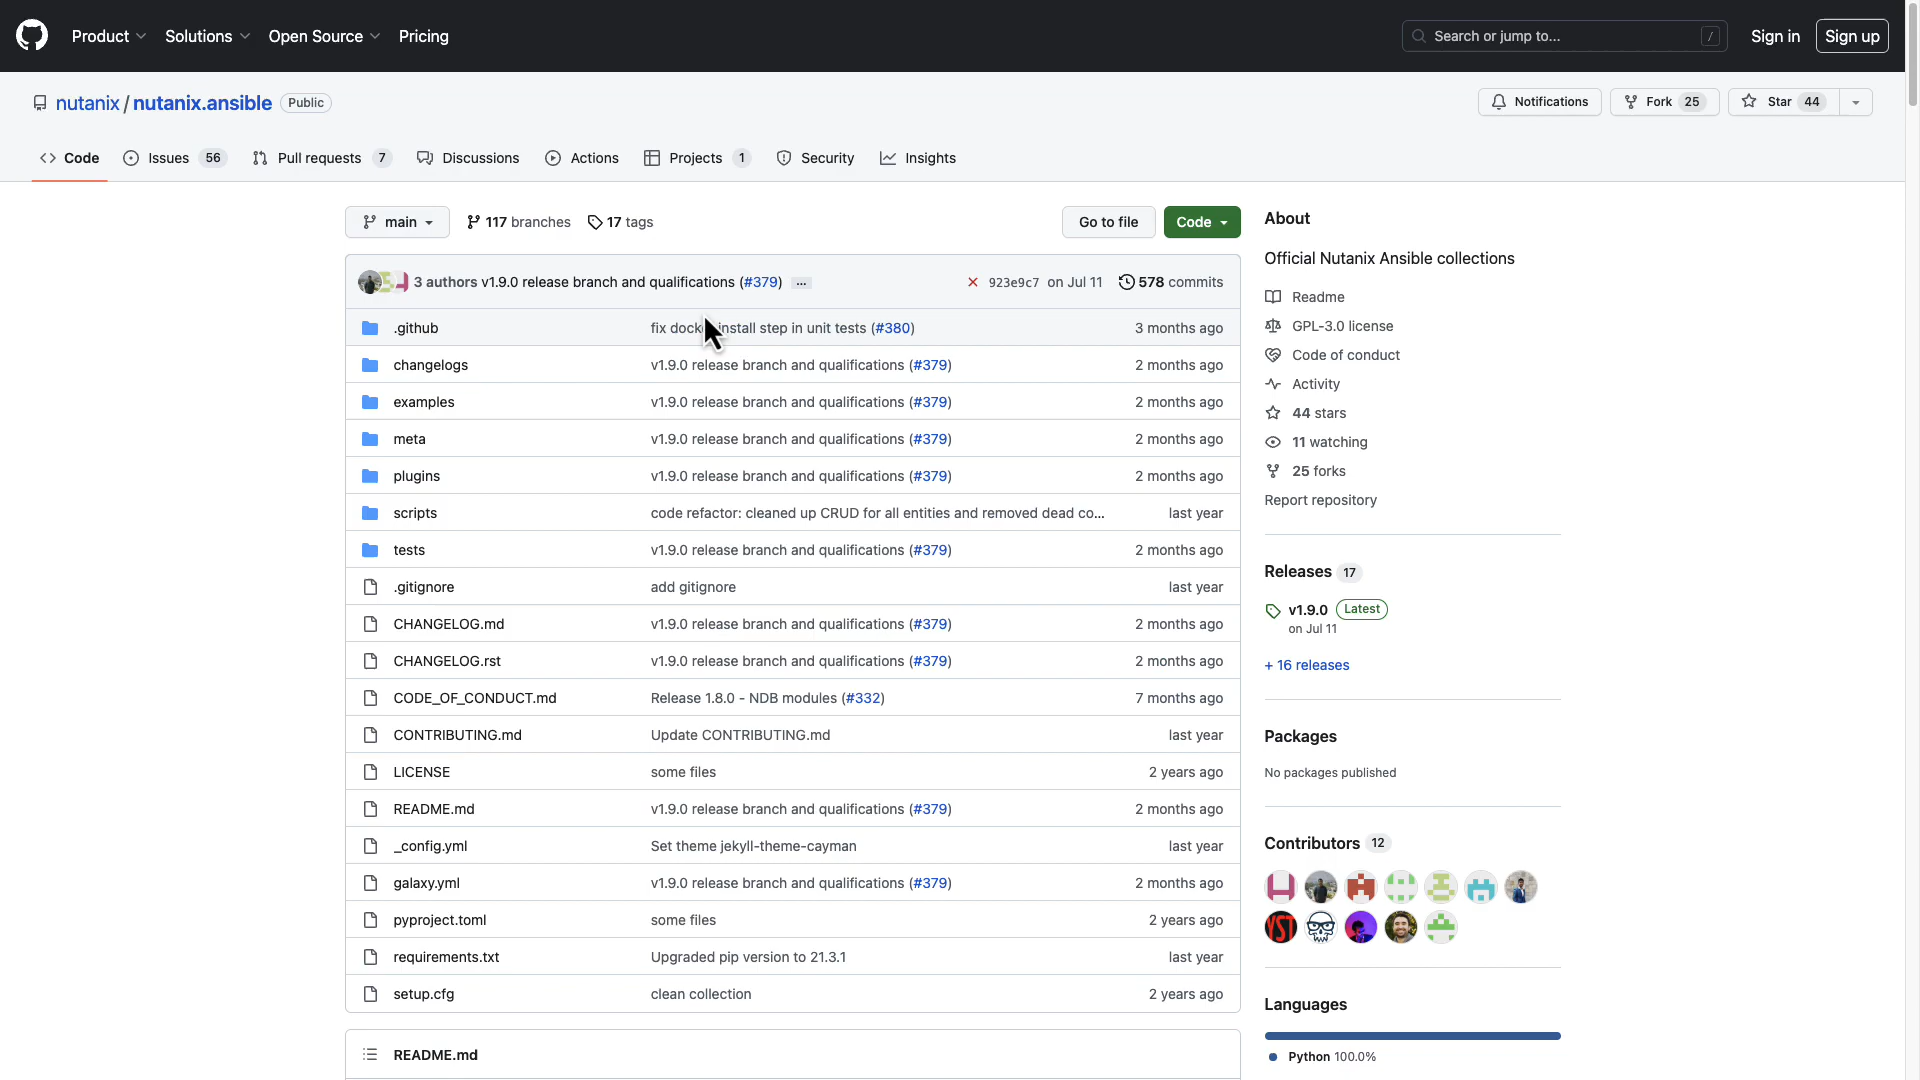 Product Solutions Open Source Pricing Search or jump to... / Sign in Sign up
nutanix / nutanix.ansible Public Notifications Fork 25 Star 44
Code Issues 56 Pull requests 7 Discussions Actions Projects 1 Security Insights
main 117 branches 17 tags Go to file Code
3 authors v1.9.0 release branch and qualifications (#379) ... 923e9c7 on Jul 11 578 commits
.github fix dock install step in unit tests (#380) 3 months ago
changelogs v1.9.0 release branch and qualifications (#379) 2 months ago
examples v1.9.0 release branch and qualifications (#379) 2 months ago
meta v1.9.0 release branch and qualifications (#379) 2 months ago
plugins v1.9.0 release branch and qualifications (#379) 2 months ago
scripts code refactor: cleaned up CRUD for all entities and removed dead co... last year
tests v1.9.0 release branch and qualifications (#379) 2 months ago
.gitignore add gitignore last year
CHANGELOG.md v1.9.0 release branch and qualifications (#379) 2 months ago
CHANGELOG.rst v1.9.0 release branch and qualifications (#379) 2 months ago
CODE_OF_CONDUCT.md Release 1.8.0 - NDB modules (#332) 7 months ago
CONTRIBUTING.md Update CONTRIBUTING.md last year
LICENSE some files 2 years ago
README.md v1.9.0 release branch and qualifications (#379) 2 months ago
_config.yml Set theme jekyll-theme-cayman last year
galaxy.yml v1.9.0 release branch and qualifications (#379) 2 months ago
pyproject.toml some files 2 years ago
requirements.txt Upgraded pip version to 21.3.1 last year
setup.cfg clean collection 2 years ago
README.md
About
Official Nutanix Ansible collections
Readme
GPL-3.0 license
Code of conduct
Activity
44 stars
11 watching
25 forks
Report repository
Releases 17
v1.9.0 Latest
on Jul 11
+ 16 releases
Packages
No packages published
Contributors 12
YST
Languages
Python 100.0%